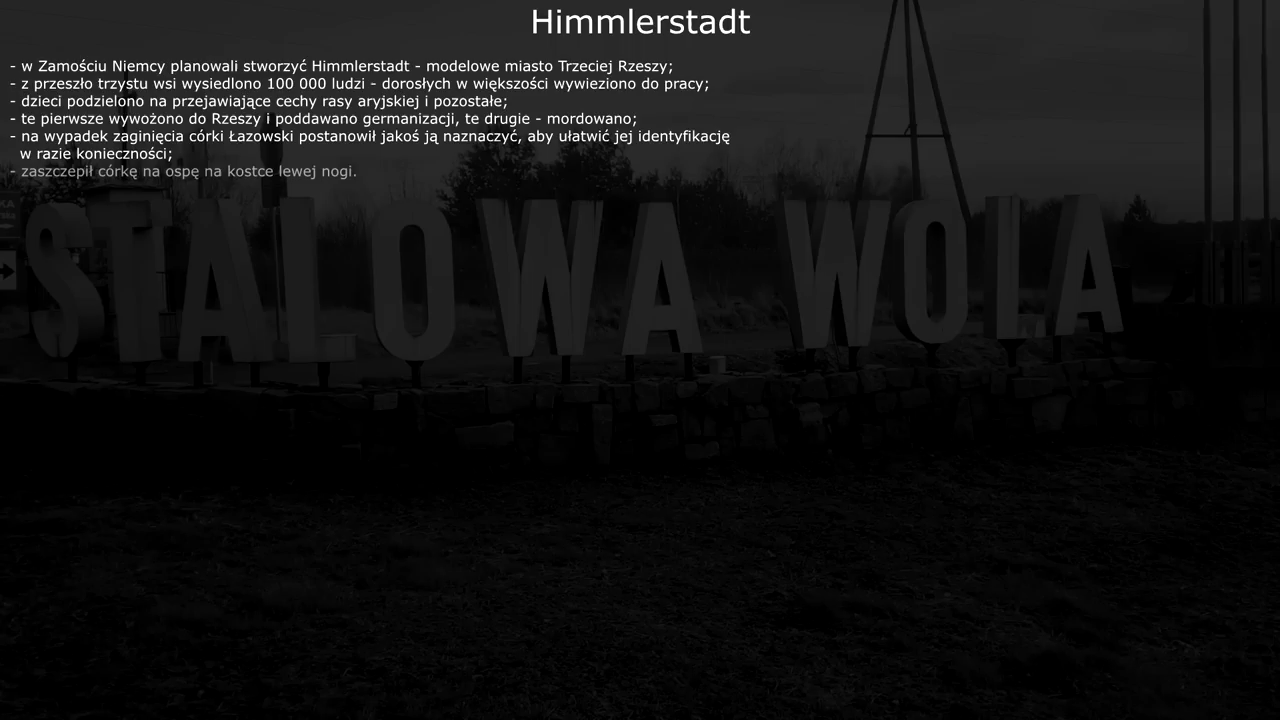 Himmlerstadt
- w Zamościu Niemcy planowali stworzyć Himmlerstadt - modelowe miasto Trzeciej Rzeszy;
- z przeszło trzystu wsi wysiedlono 100 000 ludzi - dorosłych w większości wywieziono do pracy;
- dzieci podzielono na przejawiające cechy rasy aryjskiej i pozostałe;
- te pierwsze wywożono do Rzeszy i poddawano germanizacji, te drugie - mordowano;
- na wypadek zaginięcia córki Łazowski postanowił jakoś ją naznaczyć, aby ułatwić jej identyfikację
w razie konieczności;
- zaszczepił córkę na ospę na kostce lewej nogi.
STALOWA WOLA